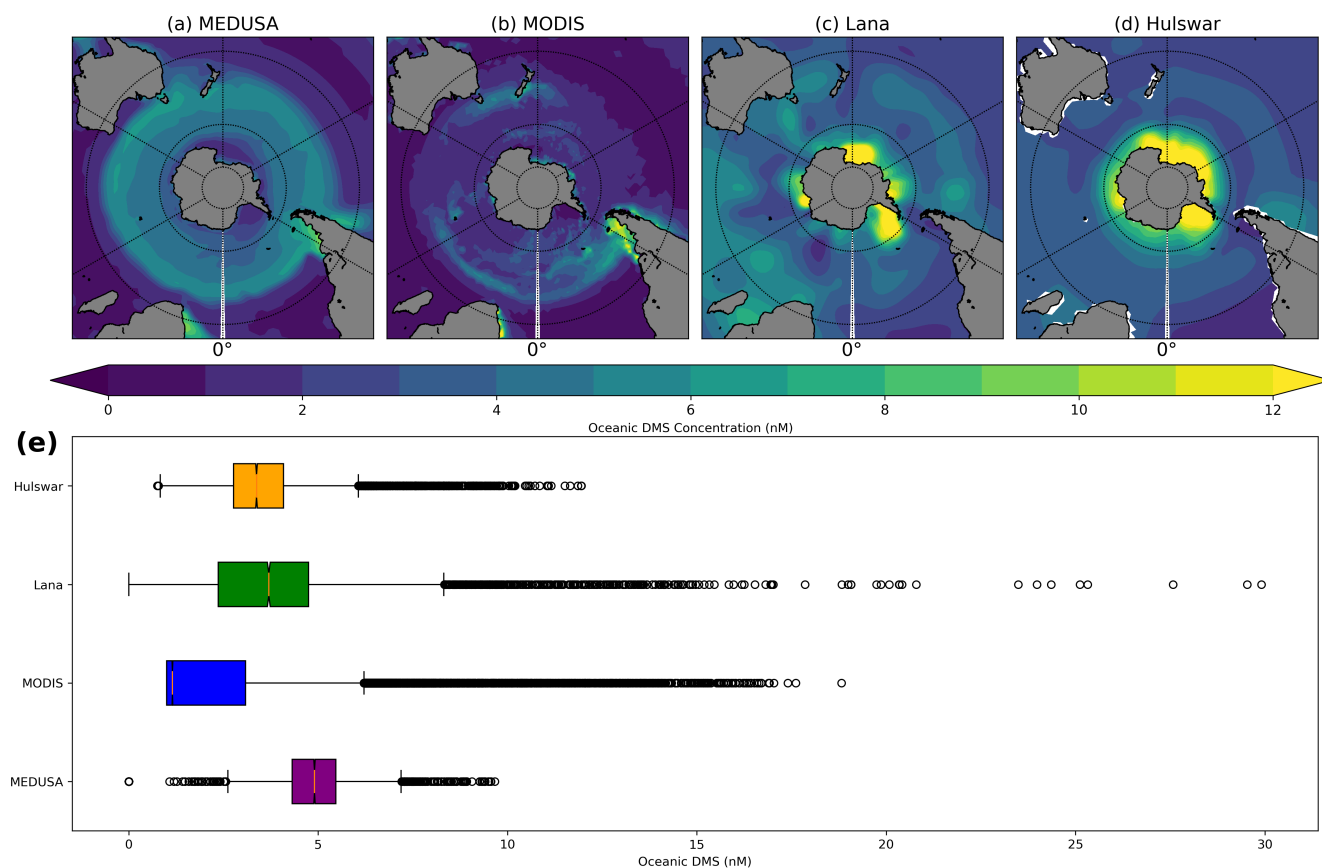 (a) MEDUSA
(b) MODIS
(c) Lana
(d) Hulswar
0°
0°
0°
0°
0 2 4 6 8 10 12
Oceanic DMS Concentration (nM)
(e)
Hulswar
Lana
MODIS
MEDUSA
0 5 10 15 20 25 30
Oceanic DMS (nM)